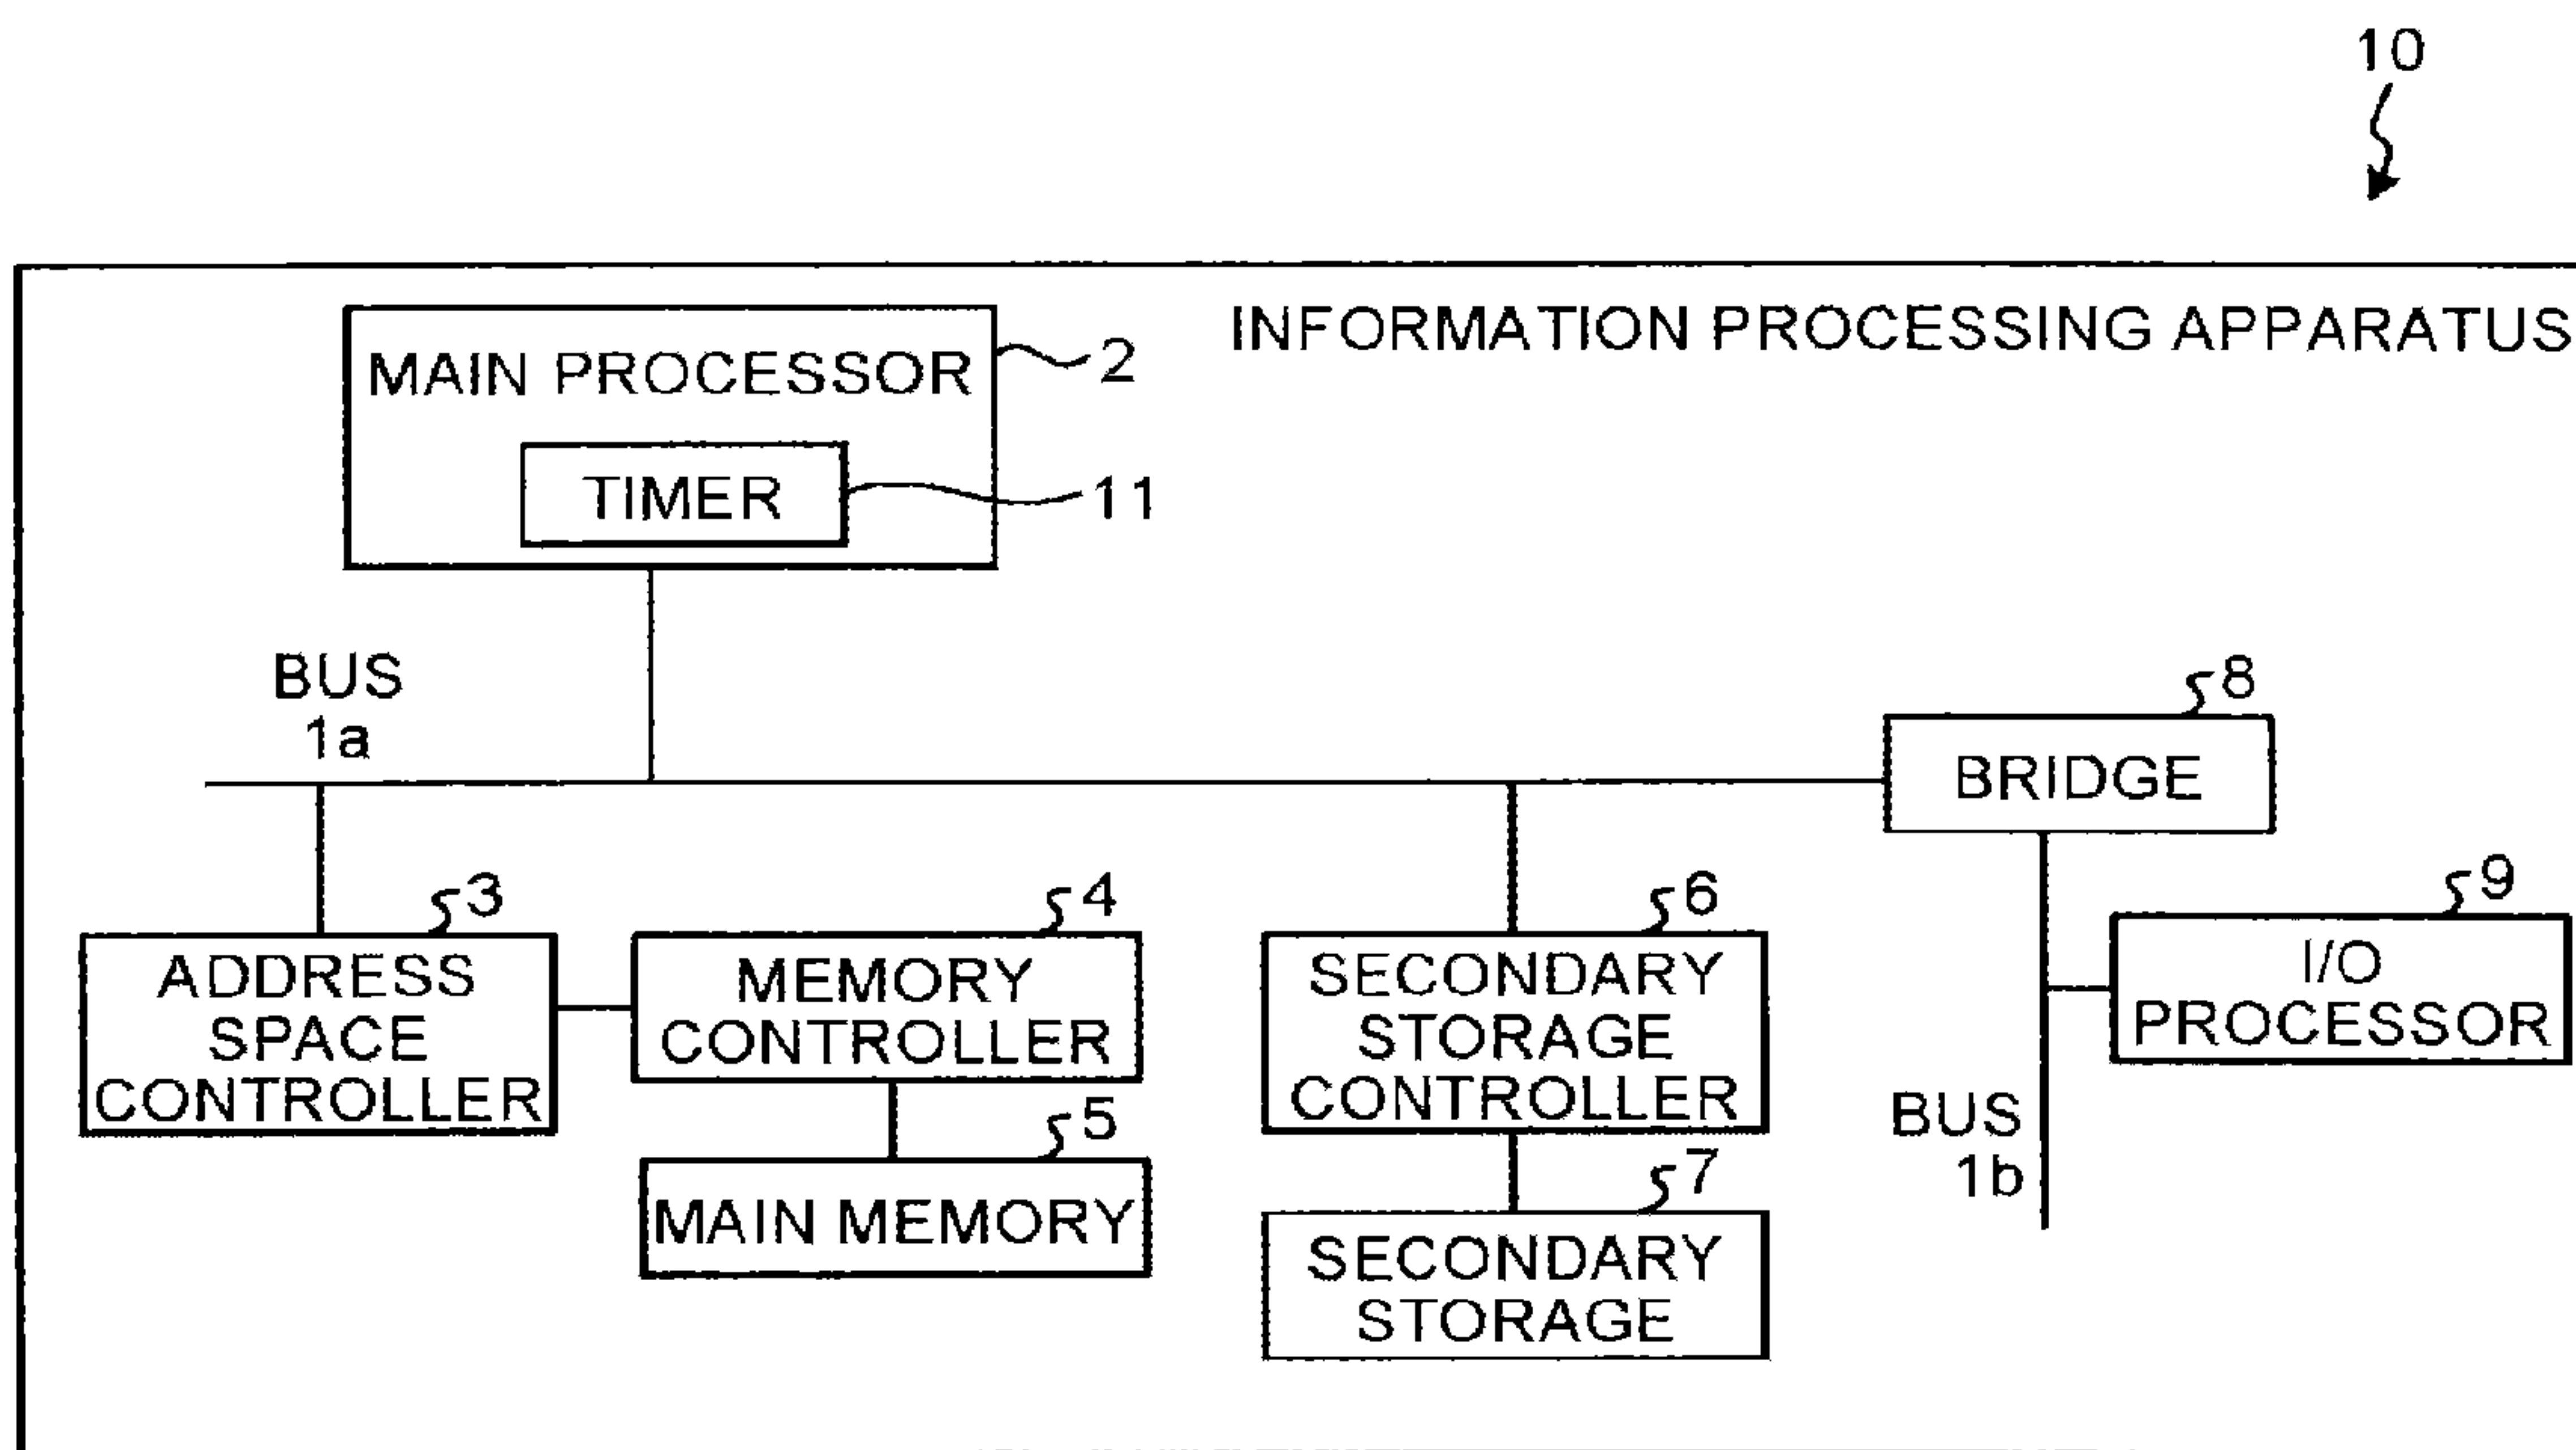 10
INFORMATION PROCESSING APPARATUS
MAIN PROCESSOR
2
TIMER
11
BUS
1a
8
BRIDGE
3
ADDRESS
SPACE
CONTROLLER
4
MEMORY
CONTROLLER
5
MAIN MEMORY
6
SECONDARY
STORAGE
CONTROLLER
7
SECONDARY
STORAGE
9
I/O
PROCESSOR
BUS
1b